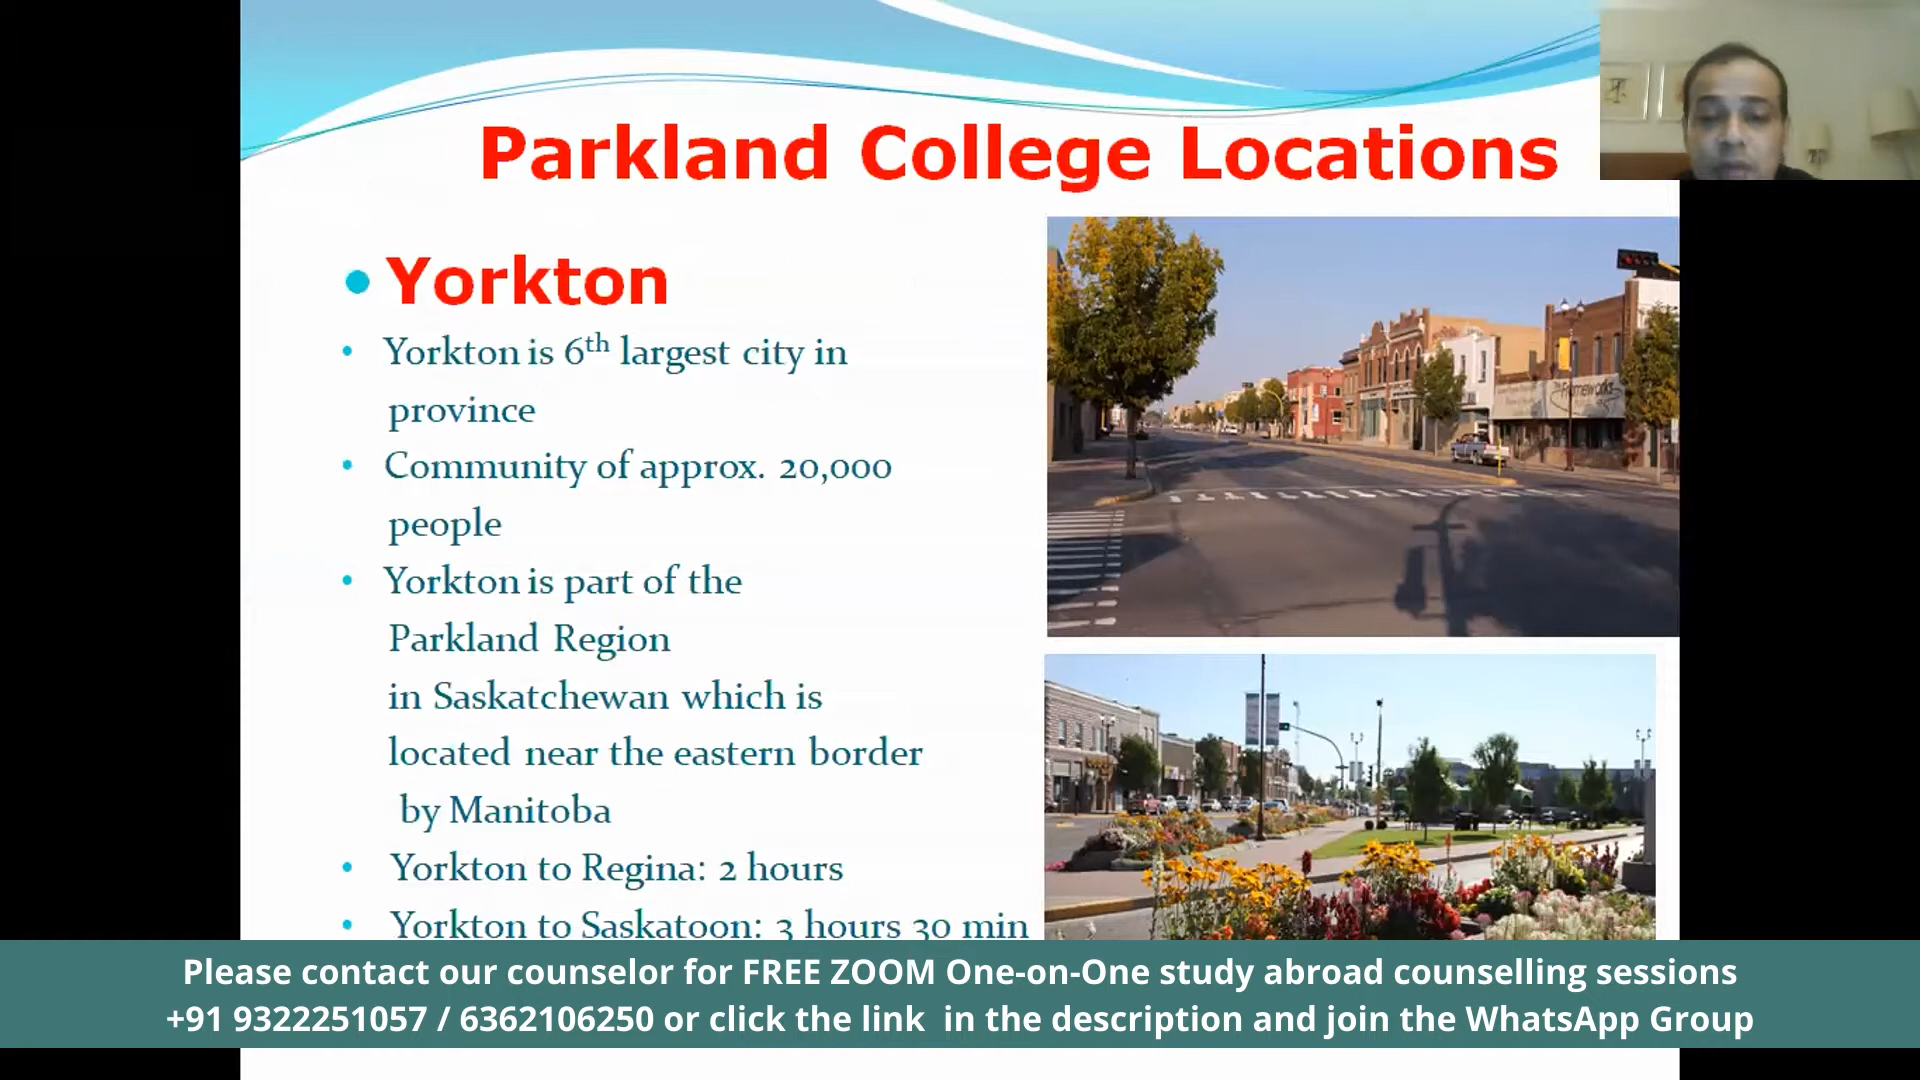 Parkland College Locations
• Yorkton
• Yorkton is 6th largest city in
province
• Community of approx. 20,000
people
• Yorkton is part of the
Parkland Region
in Saskatchewan which is
located near the eastern border
by Manitoba
• Yorkton to Regina: 2 hours
• Yorkton to Saskatoon: 3 hours 30 min
Frameworks
Please contact our counselor for FREE ZOOM One-on-One study abroad counselling sessions
+91 9322251057 / 6362106250 or click the link in the description and join the WhatsApp Group